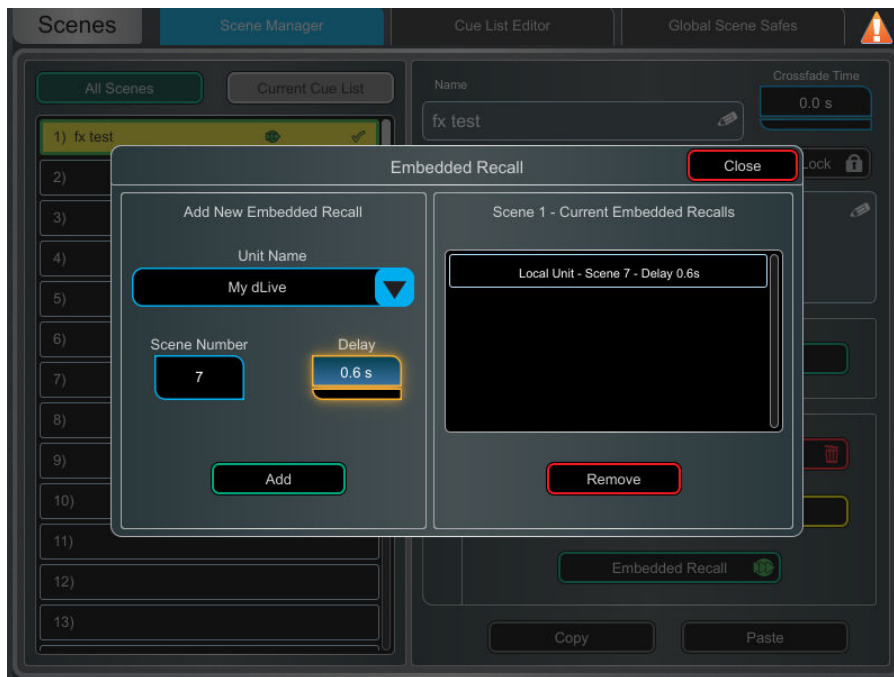 Scenes
Scene Manager
Cue List Editor
Global Scene Safes
All Scenes
Current Cue List
Name
Crossfade Time
fx test
0.0 s
1) fx test
2)
3)
4)
5)
6)
7)
8)
9)
10)
11)
12)
13)
Lock
Embedded Recall
Close
Add New Embedded Recall
Unit Name
My dLive
Scene Number
Delay
7
0.6 s
Add
Scene 1 - Current Embedded Recalls
Local Unit - Scene 7 - Delay 0.6s
Remove
Embedded Recall
Copy
Paste